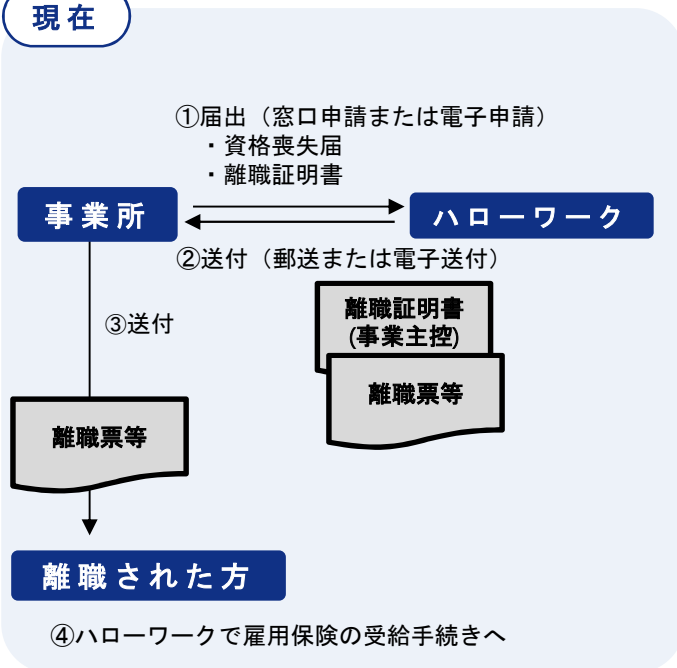 現在
①届出（窓口申請または電子申請）
・資格喪失届
・離職証明書
事業所
ハローワーク
②送付（郵送または電子送付）
離職証明書
(事業主控)
離職票等
③送付
離職票等
離職された方
④ハローワークで雇用保険の受給手続きへ